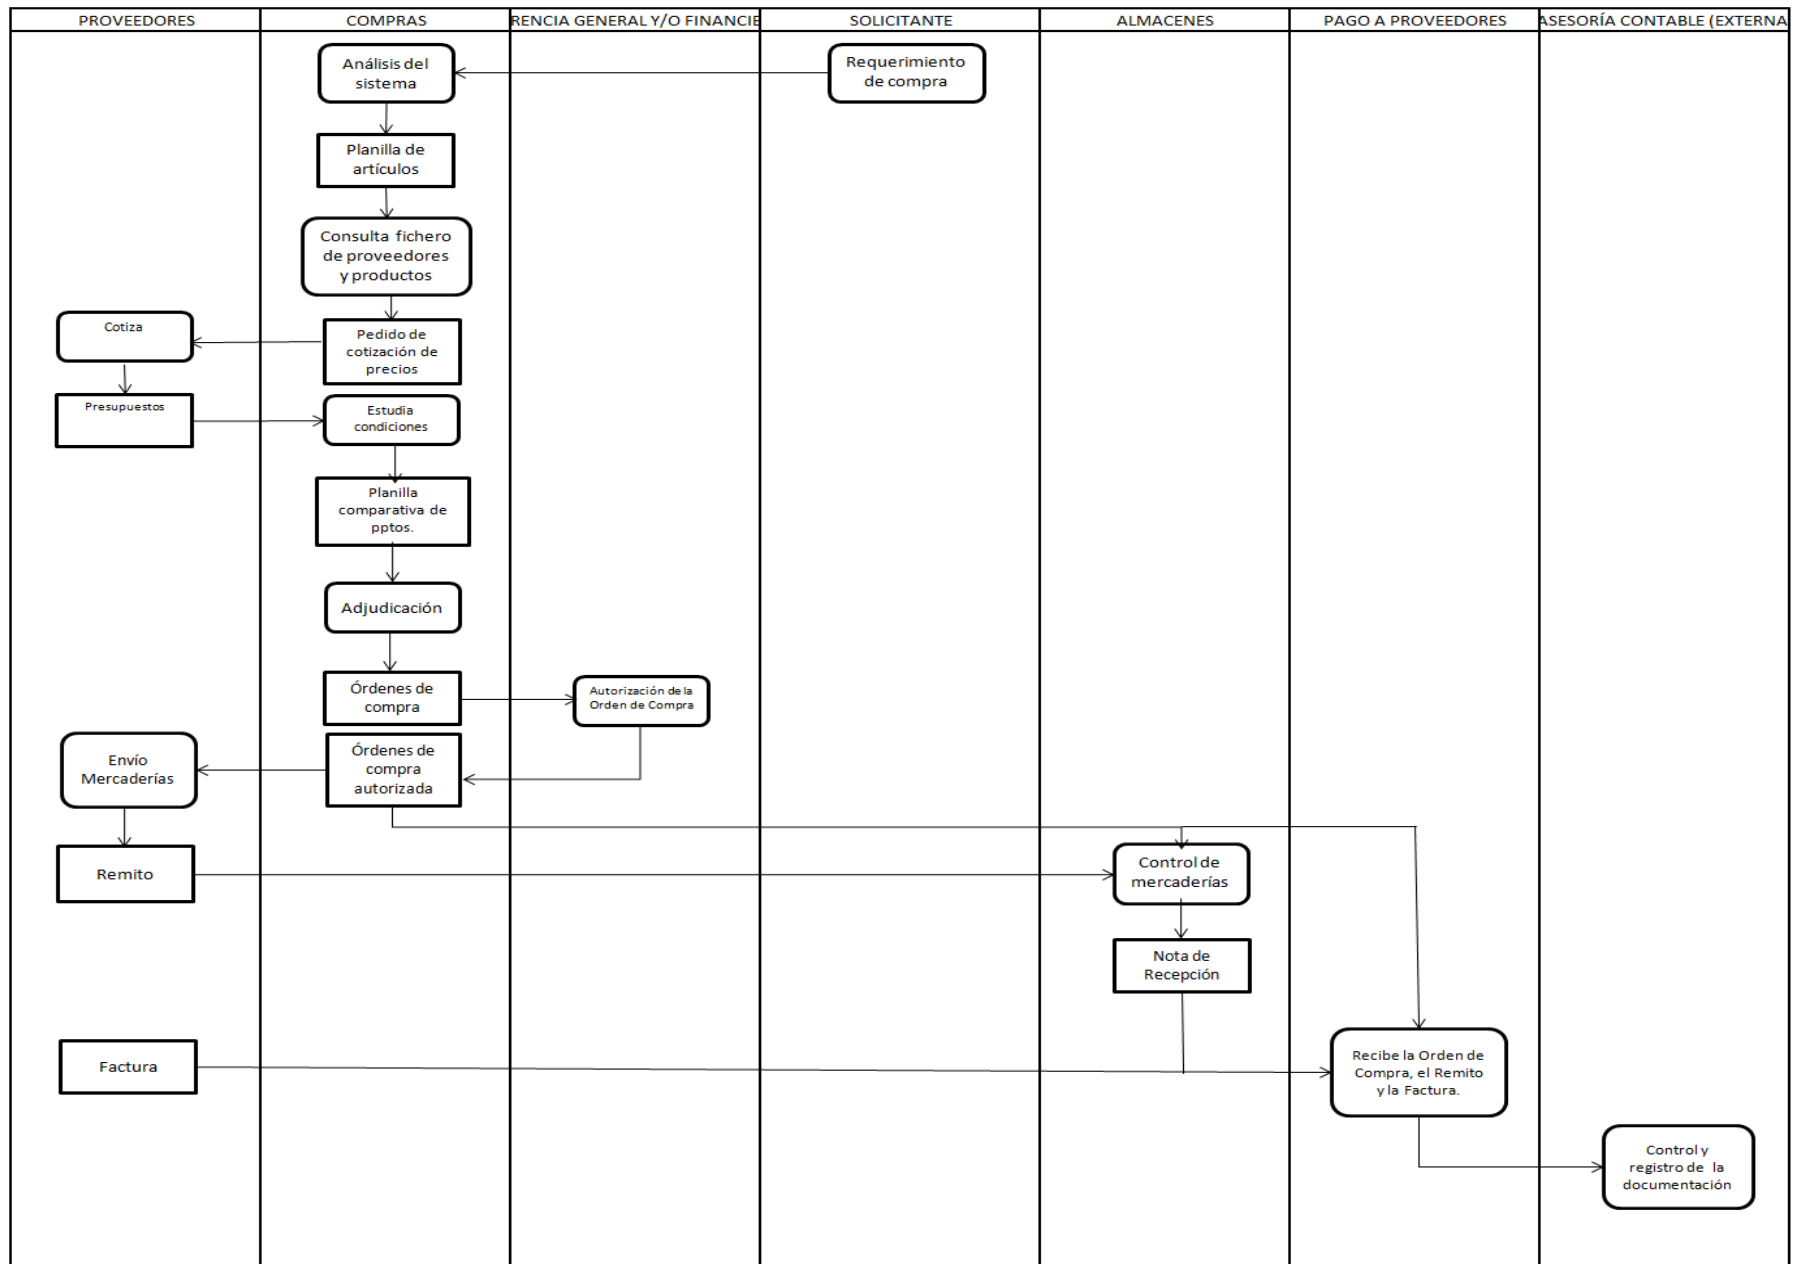 PROVEEDORES
COMPRAS
RENCIA GENERAL Y/O FINANCIE
SOLICITANTE
ALMACENES
PAGO A PROVEEDORES
ASESORÍA CONTABLE (EXTERNA
Análisis del
sistema
Requerimiento
de compra
Planilla de
artículos
Consulta fichero
de proveedores
y productos
Cotiza
Pedido de
cotización de
precios
Presupuestos
Estudia
condiciones
Planilla
comparativa de
pptos.
Adjudicación
Órdenes de
compra
Autorización de la
Orden de Compra
Envío
Mercaderías
Órdenes de
compra
autorizada
Remito
Control de
mercaderías
Nota de
Recepción
Factura
Recibe la Orden de
Compra, el Remito
y la Factura.
Control y
registro de la
documentación